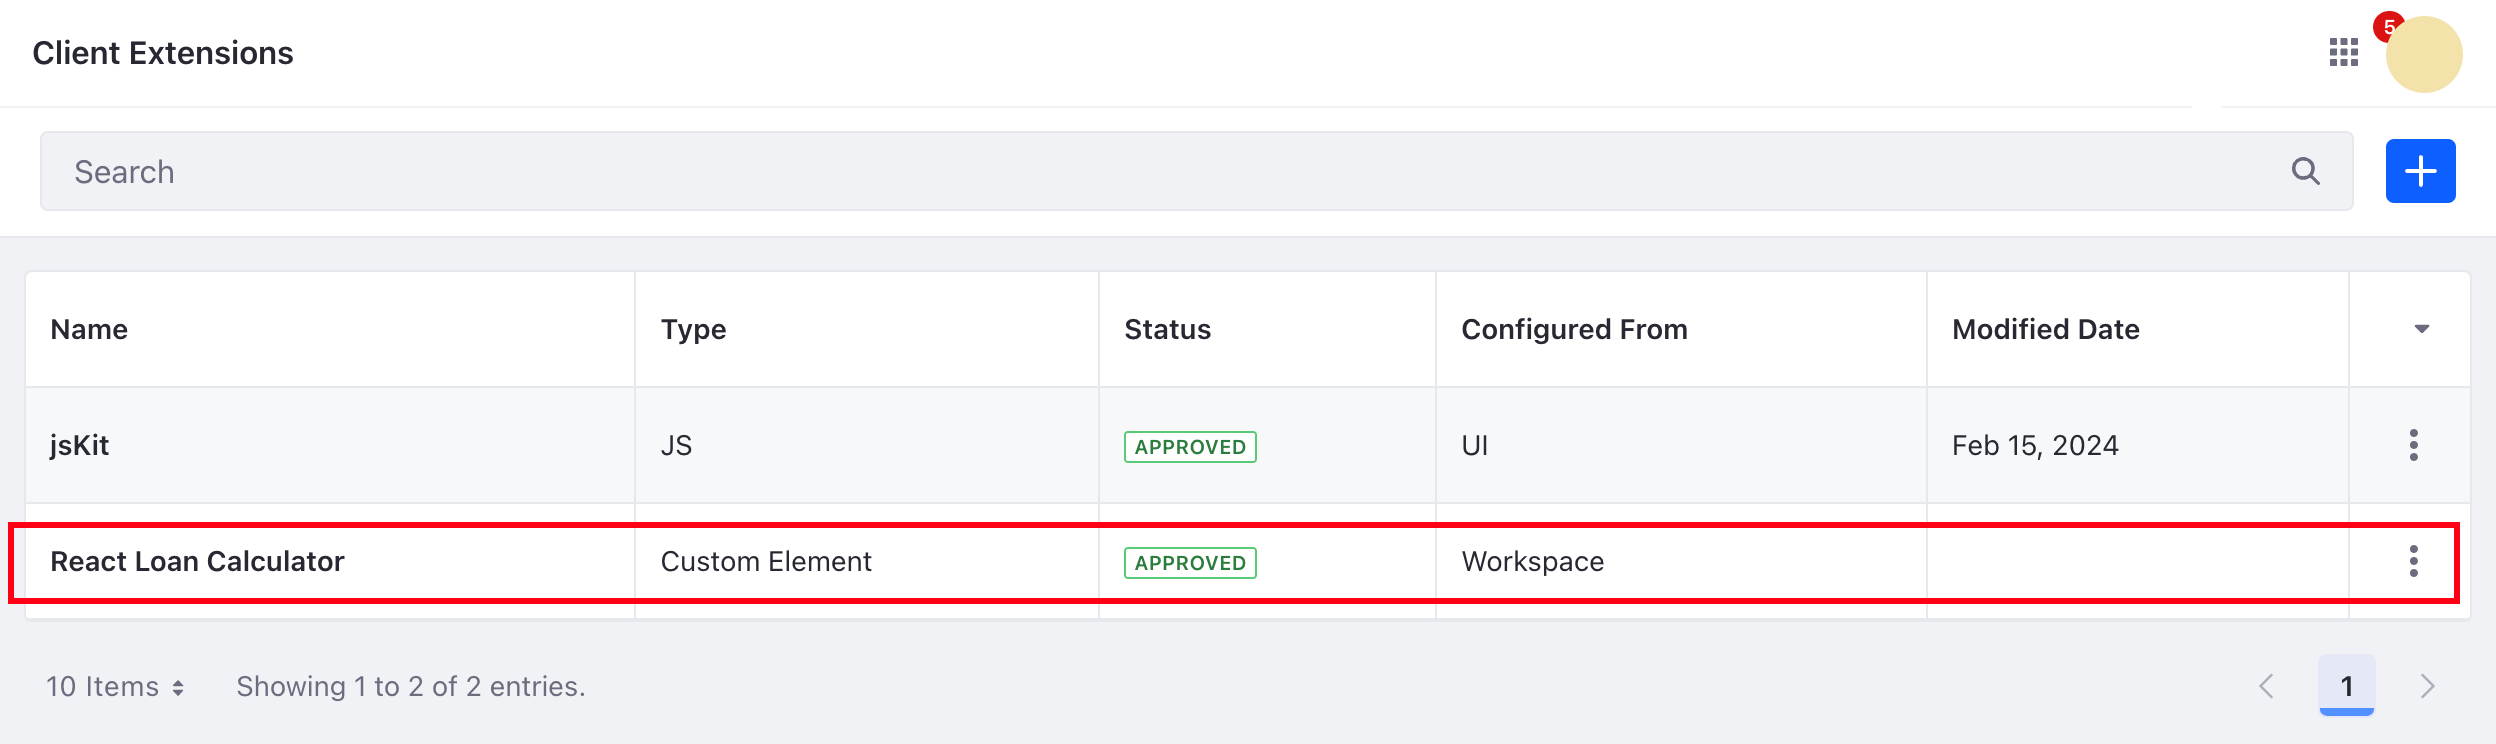 Client Extensions
5
Search
Name Type Status Configured From Modified Date
jsKit JS APPROVED UI Feb 15, 2024
React Loan Calculator Custom Element APPROVED Workspace
10 Items Showing 1 to 2 of 2 entries. 1